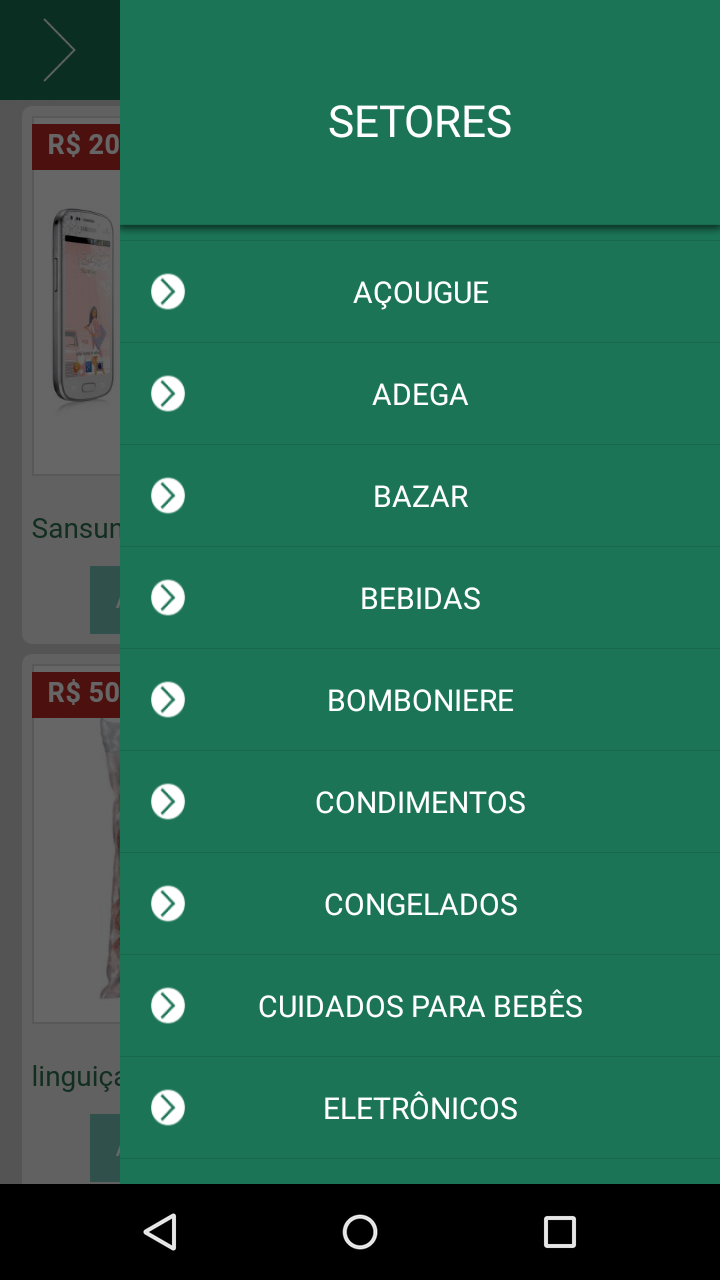 SETORES
R$ 20
AÇOUGUE
ADEGA
BAZAR
Sansun
BEBIDAS
R$ 50
BOMBONIERE
CONDIMENTOS
CONGELADOS
CUIDADOS PARA BEBÊS
linguiça
ELETRÔNICOS